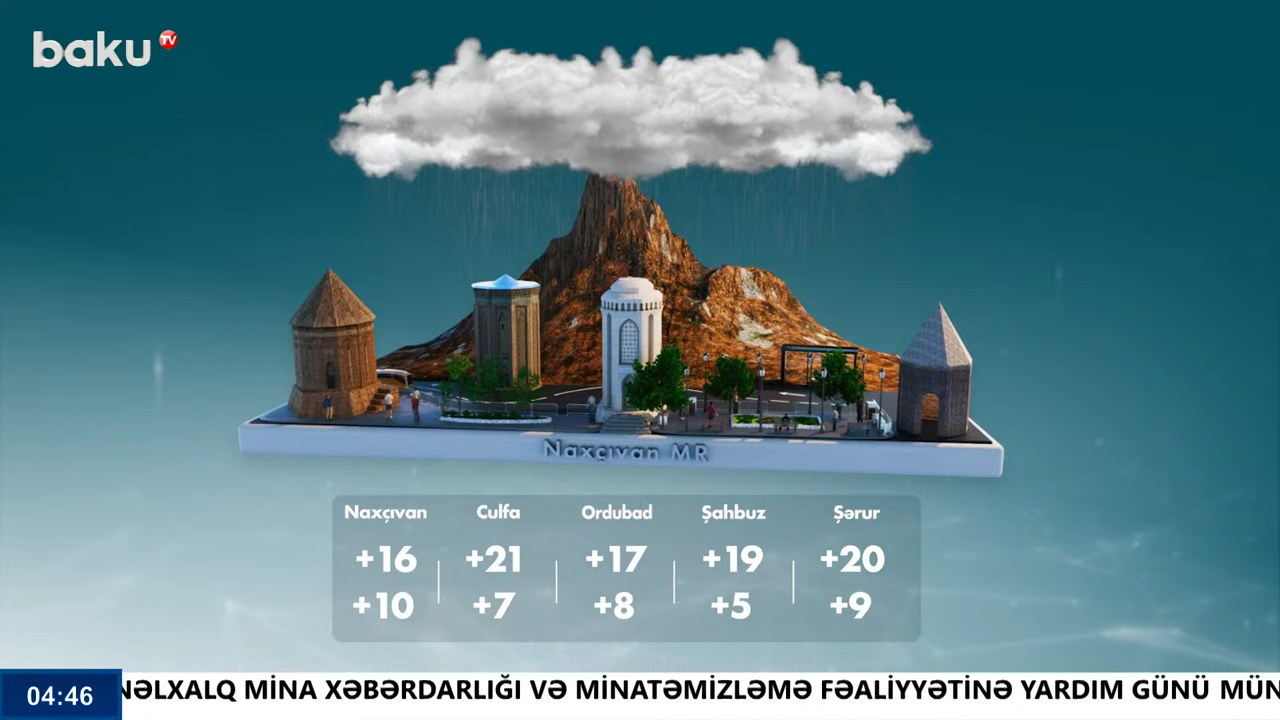 baku TV
Naxçıvan MR
Naxçıvan Culfa Ordubad Şahbuz Şərur
+16 +21 +17 +19 +20
+10 +7 +8 +5 +9
04:46 NƏLXALQ MİNA XƏBƏRDARLIĞI VƏ MİNATƏMİZLƏMƏ FƏALİYYƏTİNƏ YARDIM GÜNÜ MÜN